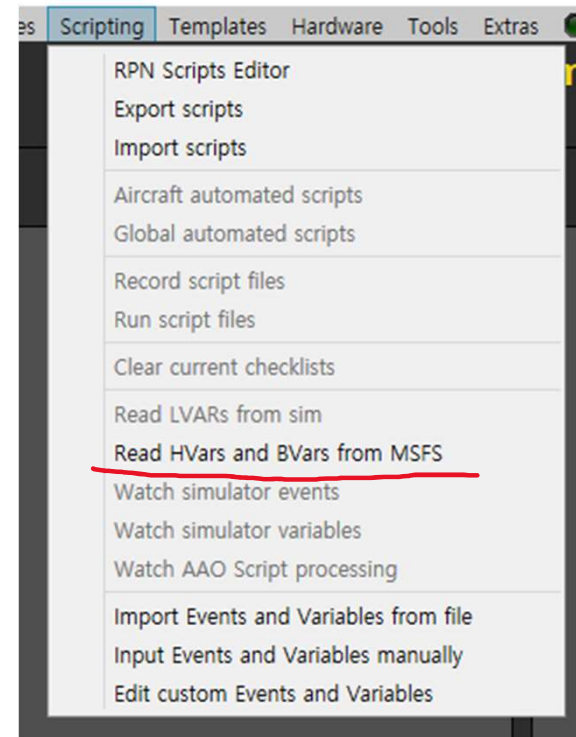 es Scripting Templates Hardware Tools Extras
RPN Scripts Editor
Export scripts
Import scripts
Aircraft automated scripts
Global automated scripts
Record script files
Run script files
Clear current checklists
Read LVARs from sim
Read HVars and BVars from MSFS
Watch simulator events
Watch simulator variables
Watch AAO Script processing
Import Events and Variables from file
Input Events and Variables manually
Edit custom Events and Variables